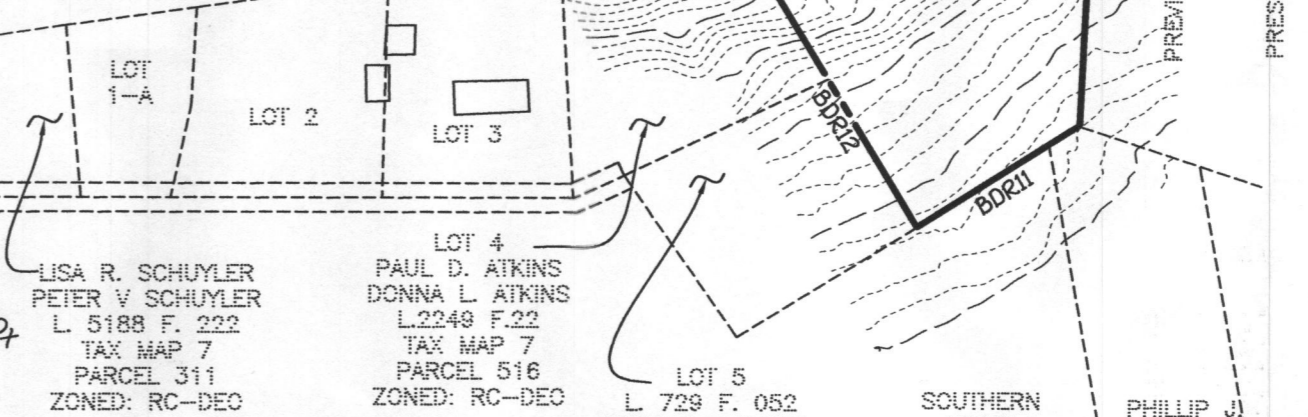 PREVI
PRES
LOT
1-A
LOT 2
LOT 3
BDR12
BDR11
LISA R. SCHUYLER
PETER V SCHUYLER
L. 5188 F. 222
TAX MAP 7
PARCEL 311
ZONED: RC-DEO
LOT 4
PAUL D. ATKINS
DONNA L. ATKINS
L.2249 F.22
TAX MAP 7
PARCEL 516
ZONED: RC-DEO
LOT 5
L. 729 F. 052
SOUTHERN
PHILLIP J.